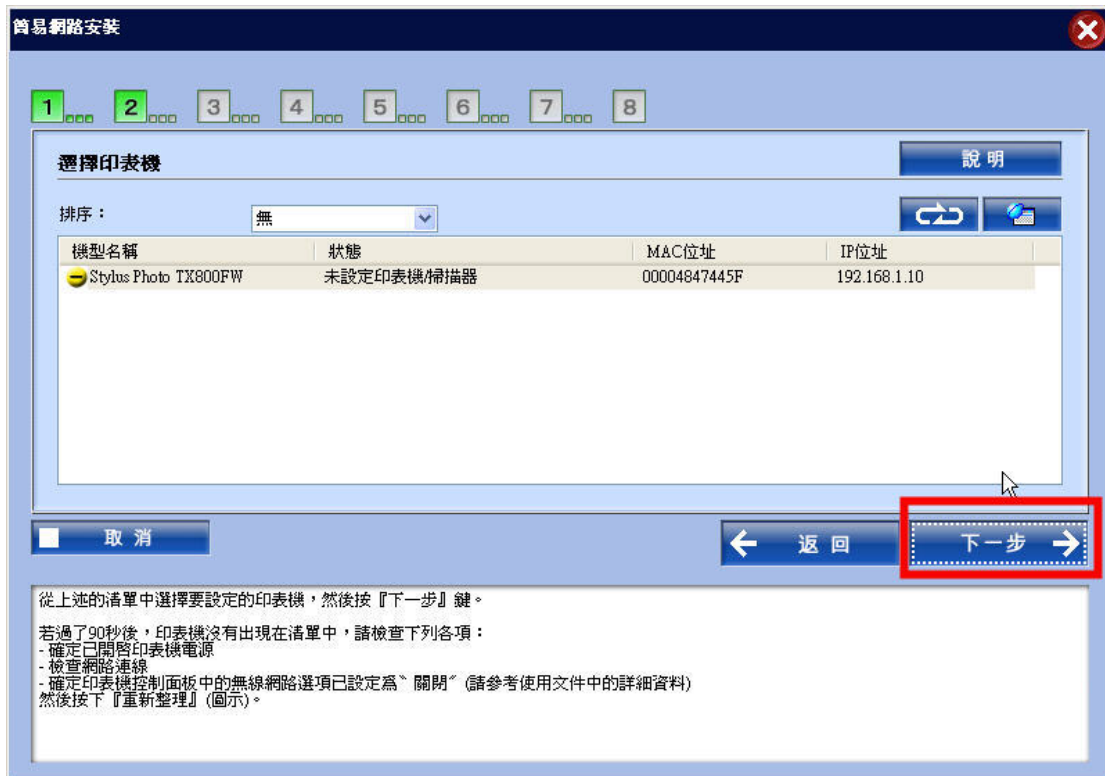 簡易網路安裝
1 2 3 4 5 6 7 8
選擇印表機
說明
排序：
無
機型名稱 狀態 MAC位址 IP位址
Stylus Photo TX800FW 未設定印表機/掃描器 00004847445F 192.168.1.10
取消
返回
下一步
從上述的清單中選擇要設定的印表機，然後按『下一步』鍵。
若過了90秒後，印表機沒有出現在清單中，請檢查下列各項：
- 確定已開啓印表機電源
- 檢查網路連線
- 確定印表機控制面板中的無線網路選項已設定為〝關閉〞(請參考使用文件中的詳細資料)
然後按下『重新整理』(圖示)。